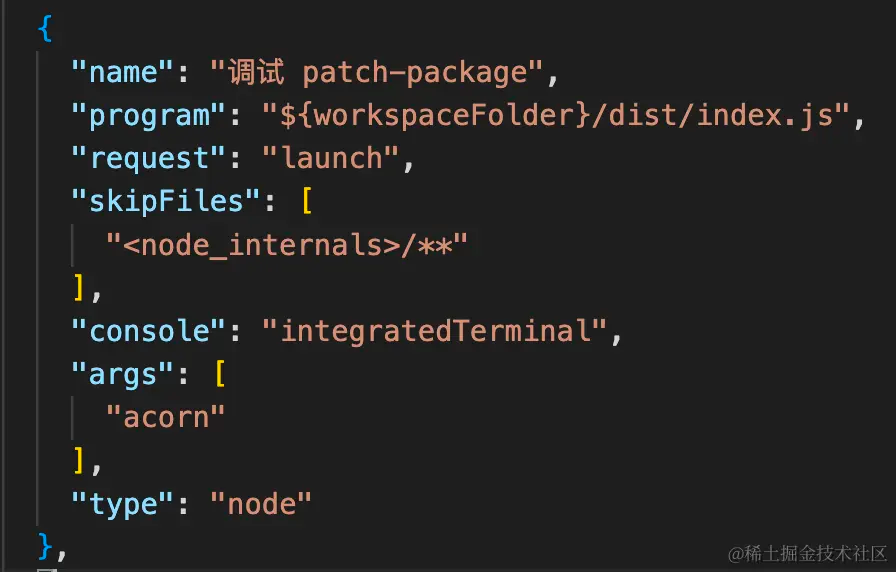 {
"name": "调试 patch-package",
"program": "${workspaceFolder}/dist/index.js",
"request": "launch",
"skipFiles": [
"<node_internals>/**"
],
"console": "integratedTerminal",
"args": [
"acorn"
],
"type": "node"
},
@稀土掘金技术社区